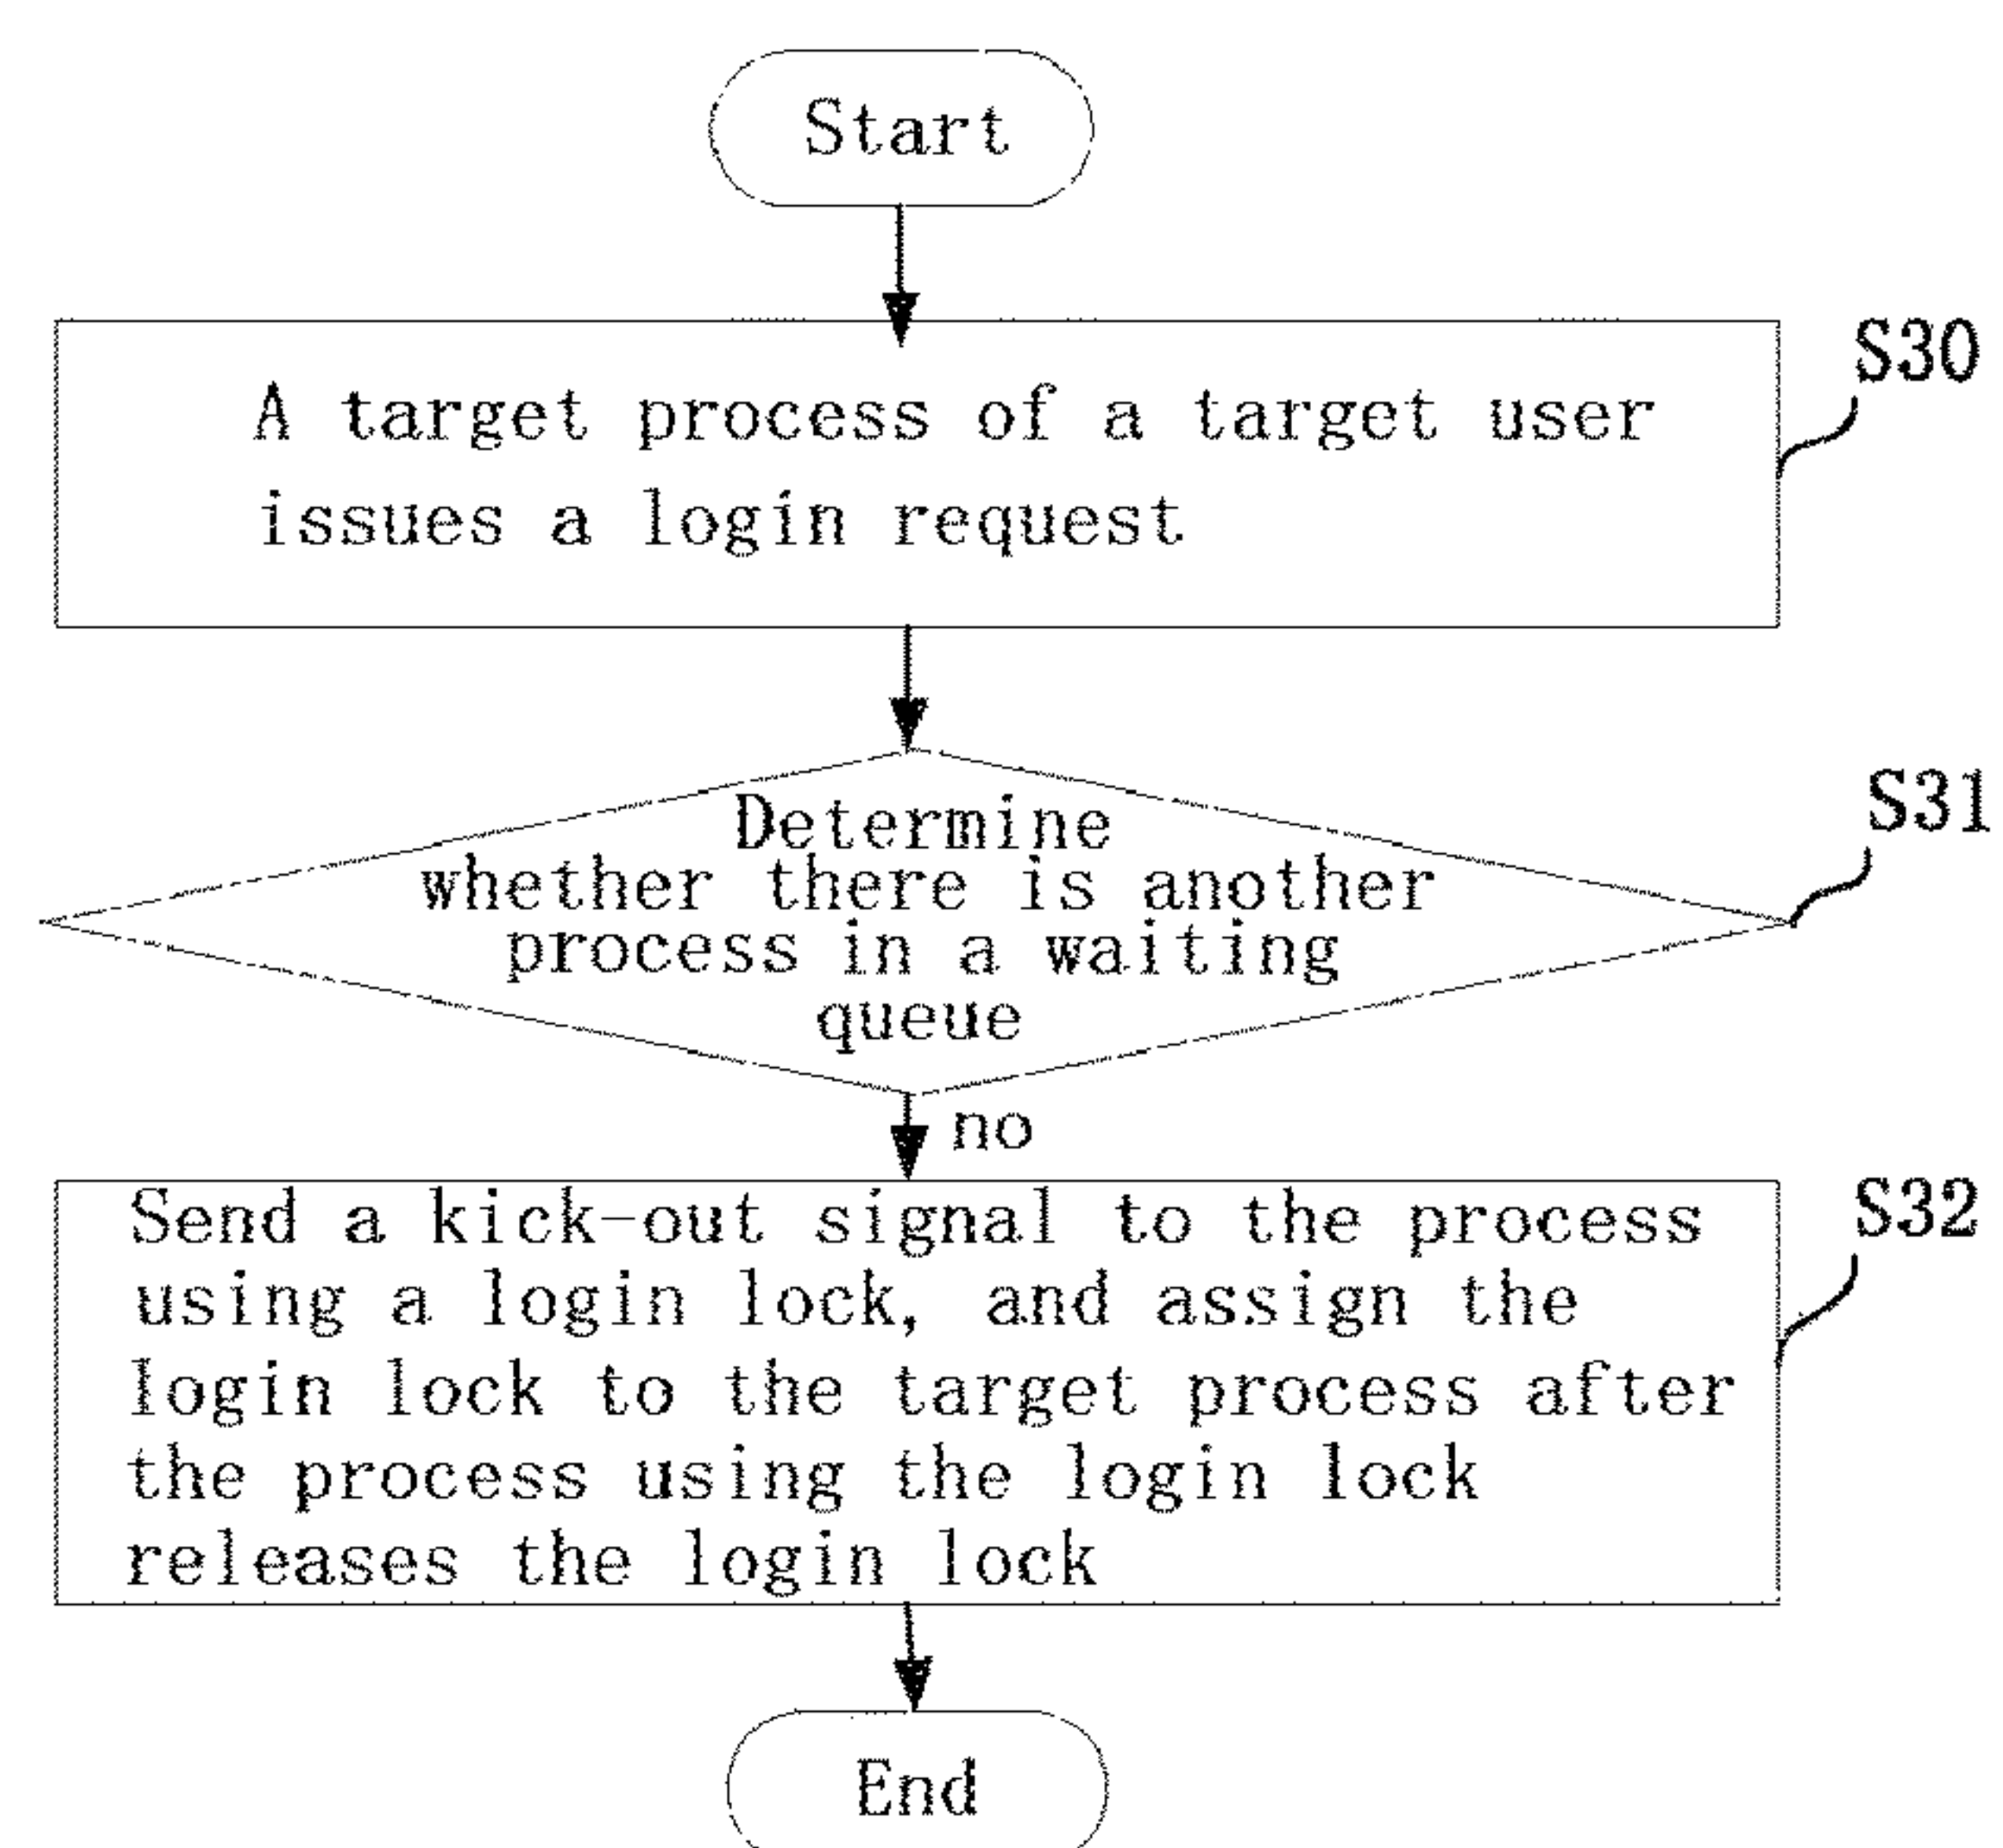 Start
S30
A target process of a target user
issues a login request
S31
Determine
whether there is another
process in a waiting
queue
no
S32
Send a kick-out signal to the process
using a login lock, and assign the
login lock to the target process after
the process using the login lock
releases the login lock
End